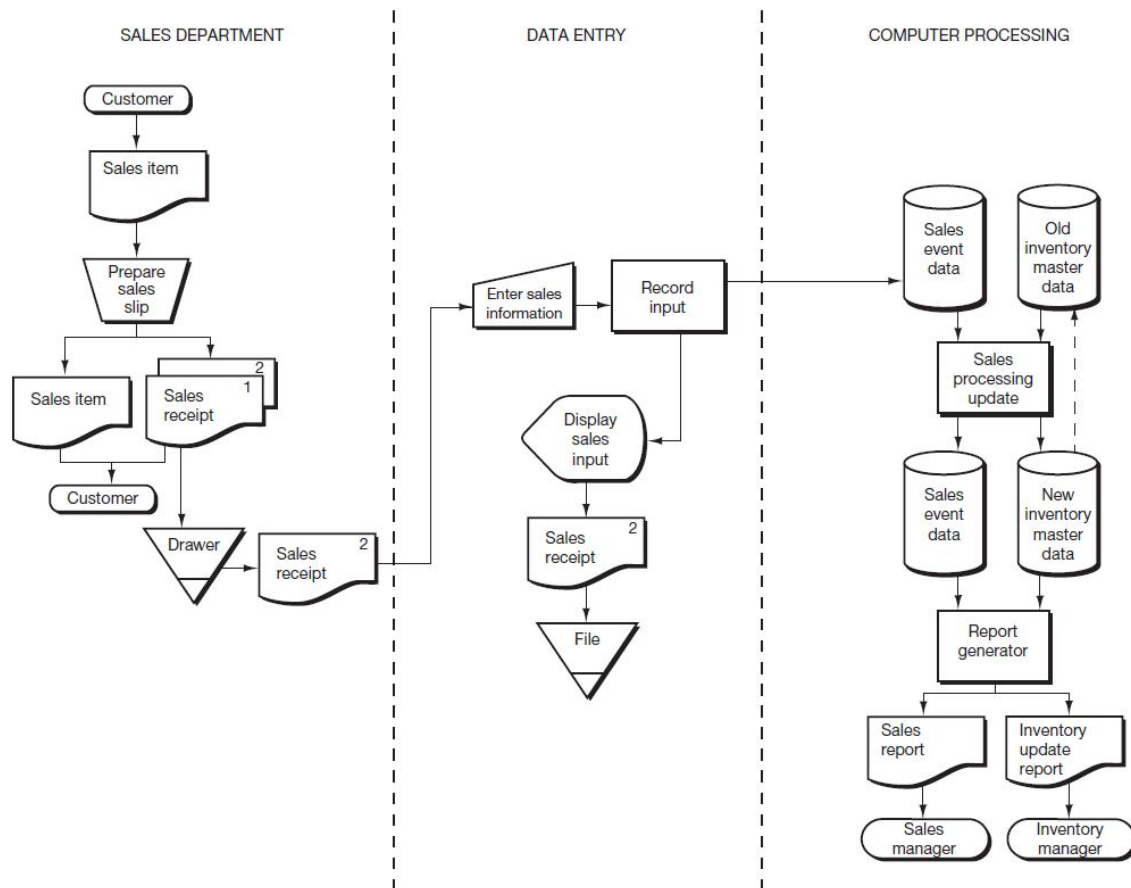 SALES DEPARTMENT
DATA ENTRY
COMPUTER PROCESSING
Customer
Sales item
Prepare
sales
slip
Sales item
2
1
Sales
receipt
Customer
Drawer
2
Sales
receipt
Enter sales
information
Record
input
Display
sales
input
2
Sales
receipt
File
Sales
event
data
Old
inventory
master
data
Sales
processing
update
Sales
event
data
New
inventory
master
data
Report
generator
Sales
report
Inventory
update
report
Sales
manager
Inventory
manager